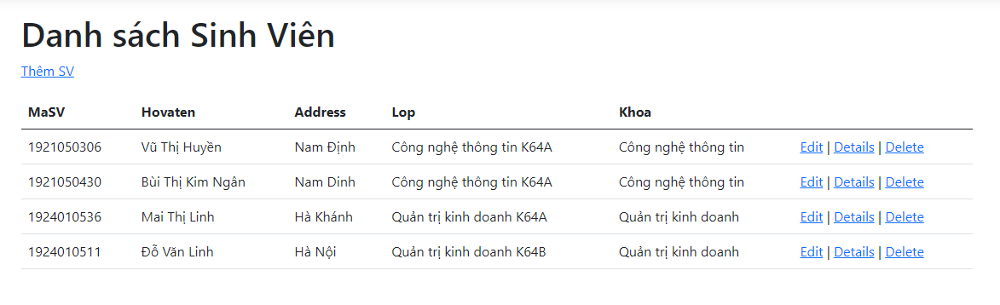 Danh sách Sinh Viên
Thêm SV
MaSV Hovaten Address Lop Khoa
1921050306 Vũ Thị Huyền Nam Định Công nghệ thông tin K64A Công nghệ thông tin Edit | Details | Delete
1921050430 Bùi Thị Kim Ngân Nam Dinh Công nghệ thông tin K64A Công nghệ thông tin Edit | Details | Delete
1924010536 Mai Thị Linh Hà Khánh Quản trị kinh doanh K64A Quản trị kinh doanh Edit | Details | Delete
1924010511 Đỗ Văn Linh Hà Nội Quản trị kinh doanh K64B Quản trị kinh doanh Edit | Details | Delete